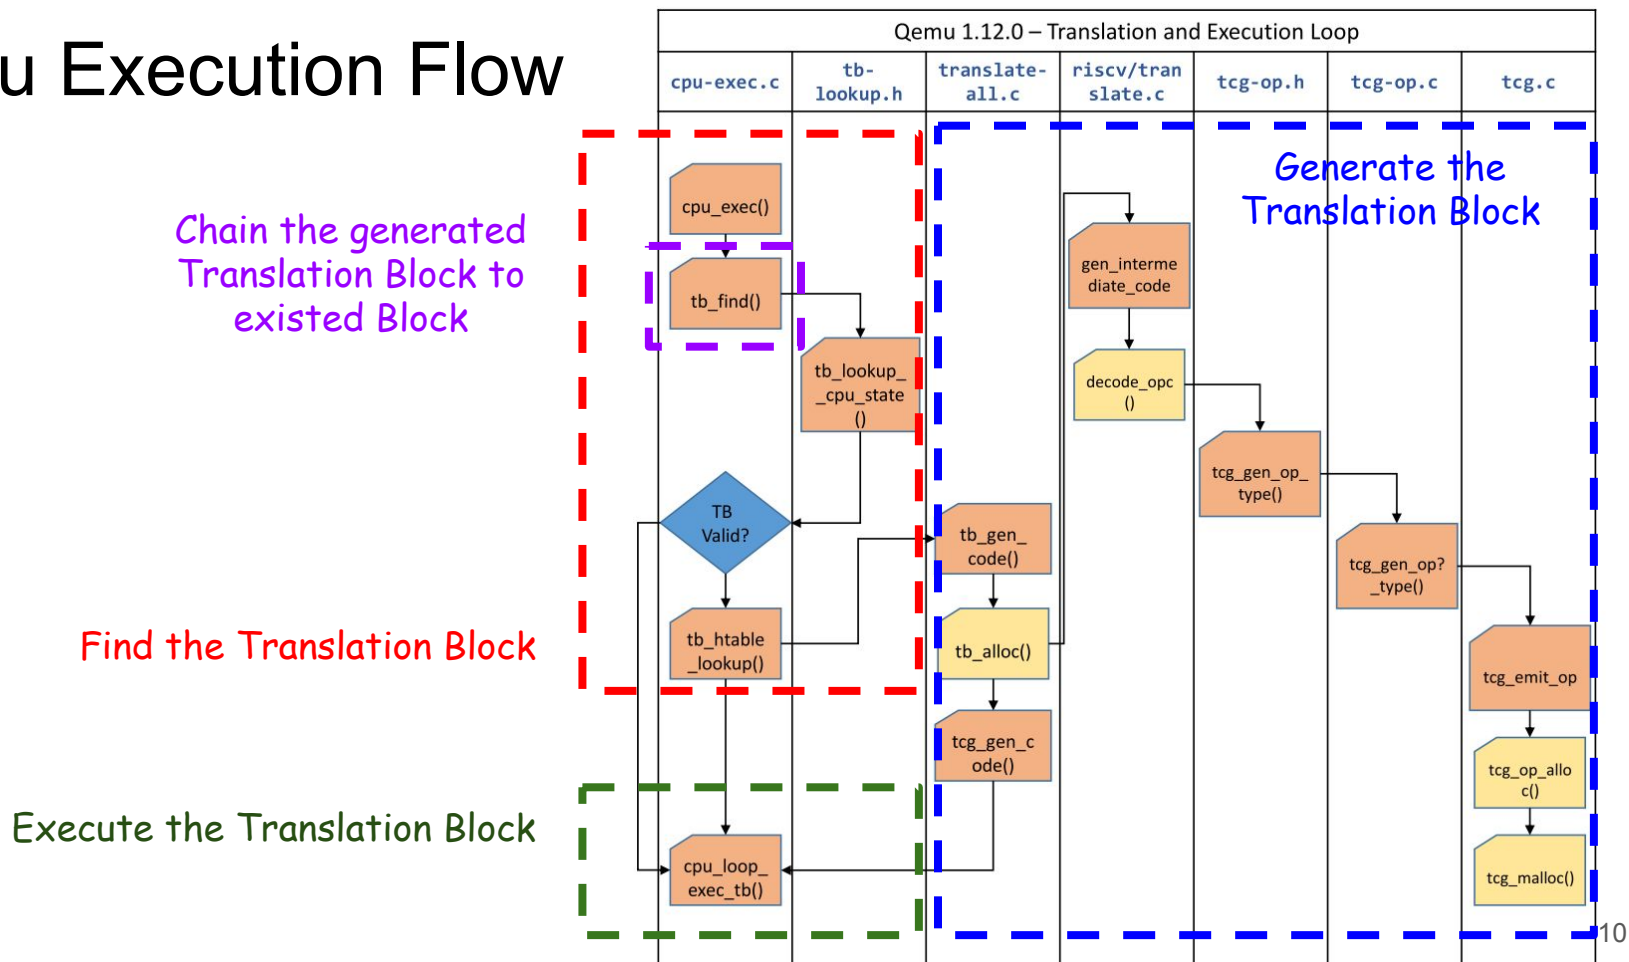 u Execution Flow
Qemu 1.12.0 – Translation and Execution Loop
cpu-exec.c
tb-
lookup.h
translate-
all.c
riscv/tran
slate.c
tcg-op.h
tcg-op.c
tcg.c
Chain the generated
Translation Block to
existed Block
Find the Translation Block
Execute the Translation Block
Generate the
Translation Block
cpu_exec()
tb_find()
tb_lookup_
_cpu_state
()
TB
Valid?
tb_htable
_lookup()
cpu_loop_
exec_tb()
tb_gen_
code()
tb_alloc()
tcg_gen_c
ode()
gen_interme
diate_code
decode_opc
()
tcg_gen_op_
type()
tcg_gen_op?
_type()
tcg_emit_op
tcg_op_allo
c()
tcg_malloc()
10